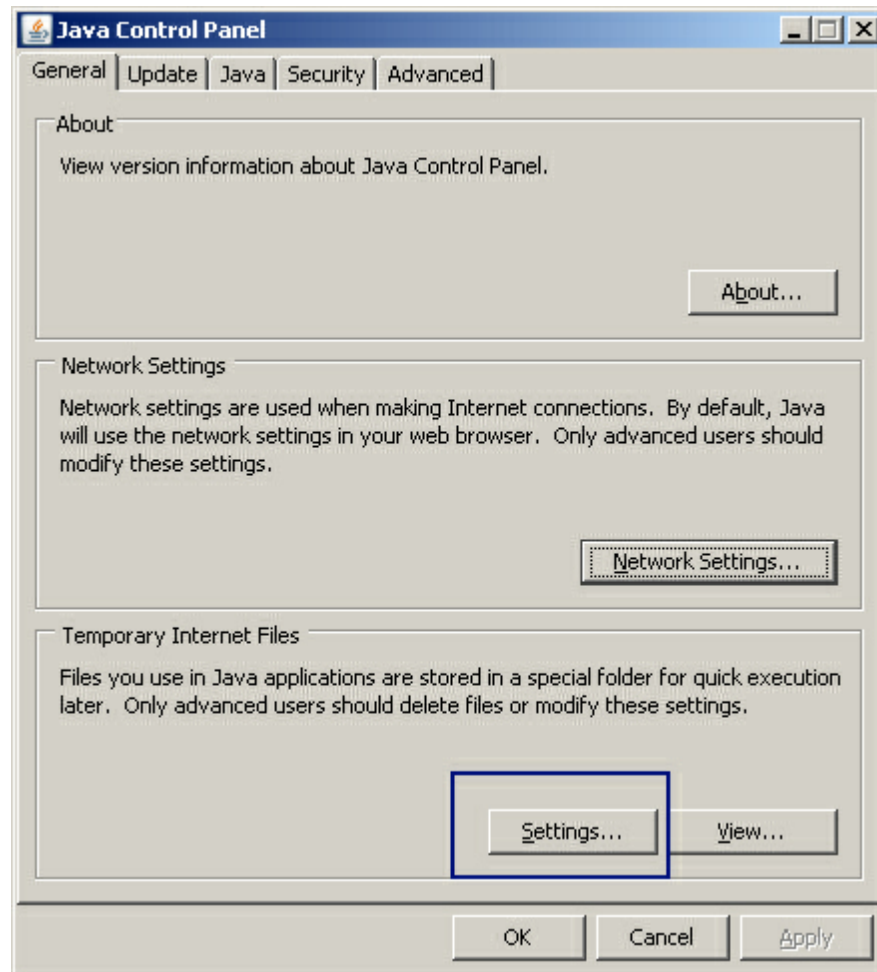 Java Control Panel
General Update Java Security Advanced
About
View version information about Java Control Panel.
About...
Network Settings
Network settings are used when making Internet connections. By default, Java
will use the network settings in your web browser. Only advanced users should
modify these settings.
Network Settings...
Temporary Internet Files
Files you use in Java applications are stored in a special folder for quick execution
later. Only advanced users should delete files or modify these settings.
Settings... View...
OK Cancel Apply